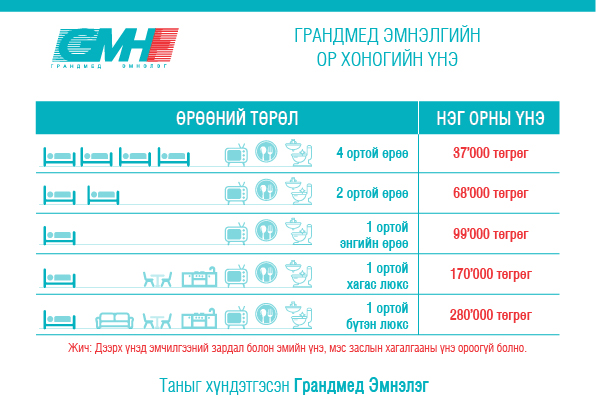 GMH
ГРАНДМЕД ЭМНЭЛЭГ
ГРАНДМЕД ЭМНЭЛГИЙН
ОР ХОНОГИЙН ҮНЭ
ӨРӨӨНИЙ ТӨРӨЛ НЭГ ОРНЫ ҮНЭ
4 ортой өрөө 37'000 төгрөг
2 ортой өрөө 68'000 төгрөг
1 ортой
энгийн өрөө 99'000 төгрөг
1 ортой
хагас люкс 170'000 төгрөг
1 ортой
бүтэн люкс 280'000 төгрөг
Жич: Дээрх үнэд эмчилгээний зардал болон эмийн үнэ, мэс заслын хагалгааны үнэ ороогүй болно.
Таныг хүндэтгэсэн Грандмед Эмнэлэг